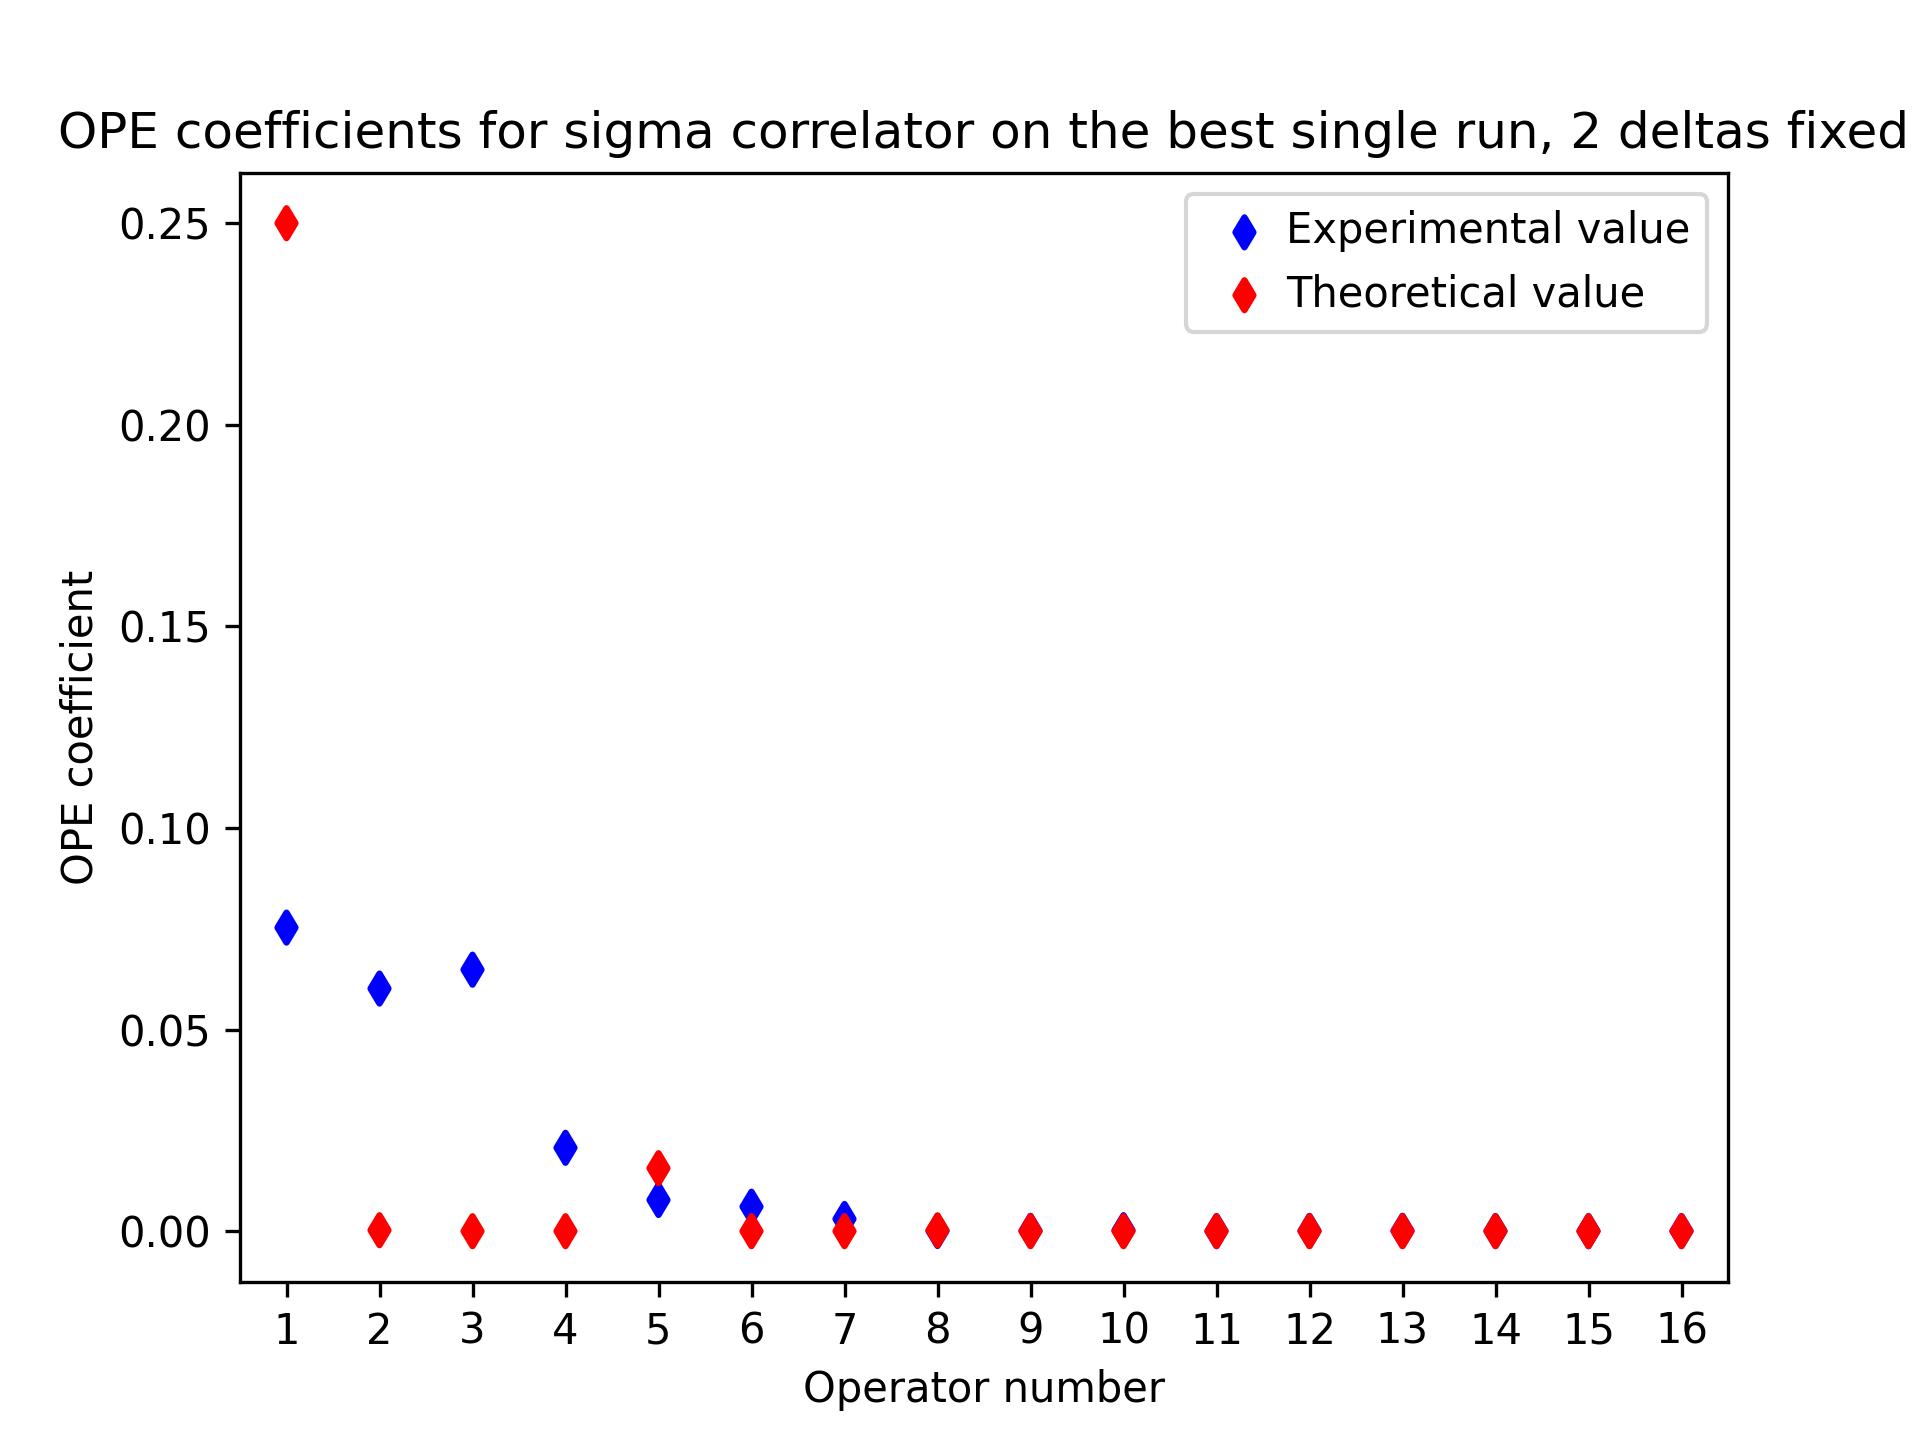 OPE coefficients for sigma correlator on the best single run, 2 deltas fixed
Experimental value
Theoretical value
OPE coefficient
0.25
0.20
0.15
0.10
0.05
0.00
1 2 3 4 5 6 7 8 9 10 11 12 13 14 15 16
Operator number